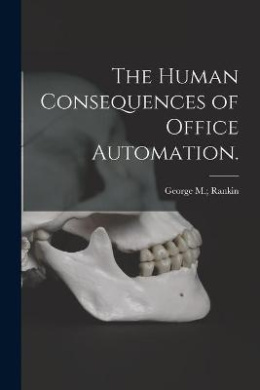 The Human
Consequences of
Office
Automation.
George M.; Rankin